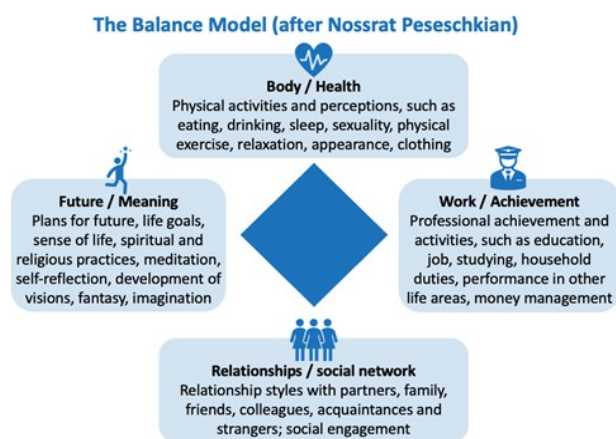 The Balance Model (after Nossrat Peseschkian)
Body / Health
Physical activities and perceptions, such as
eating, drinking, sleep, sexuality, physical
exercise, relaxation, appearance, clothing
Future / Meaning
Plans for future, life goals,
sense of life, spiritual and
religious practices, meditation,
self-reflection, development of
visions, fantasy, imagination
Work / Achievement
Professional achievement and
activities, such as education,
job, studying, household
duties, performance in other
life areas, money management
Relationships / social network
Relationship styles with partners, family,
friends, colleagues, acquaintances and
strangers; social engagement